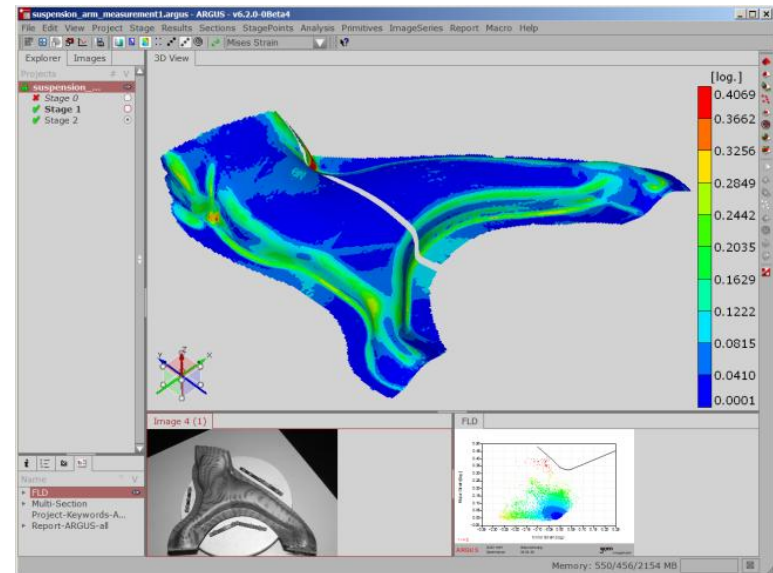 suspension_arm_measurement1.argus - ARGUS - v6.2.0-0Beta4
File Edit View Project Stage Results Sections StagePoints Analysis Primitives ImageSeries Report Macro Help
Mises Strain
Explorer Images
Projects # V
suspension_...
Stage 0
Stage 1
Stage 2
3D View
[log.]
0.4069
0.3662
0.3256
0.2849
0.2442
0.2035
0.1629
0.1222
0.0815
0.0410
0.0001
Z
Y X
Name V
FLD
Multi-Section
Project-Keywords-A...
Report-ARGUS-all
Image 4 (1)
FLD
ARGUS
gom
Memory: 550/456/2154 MB